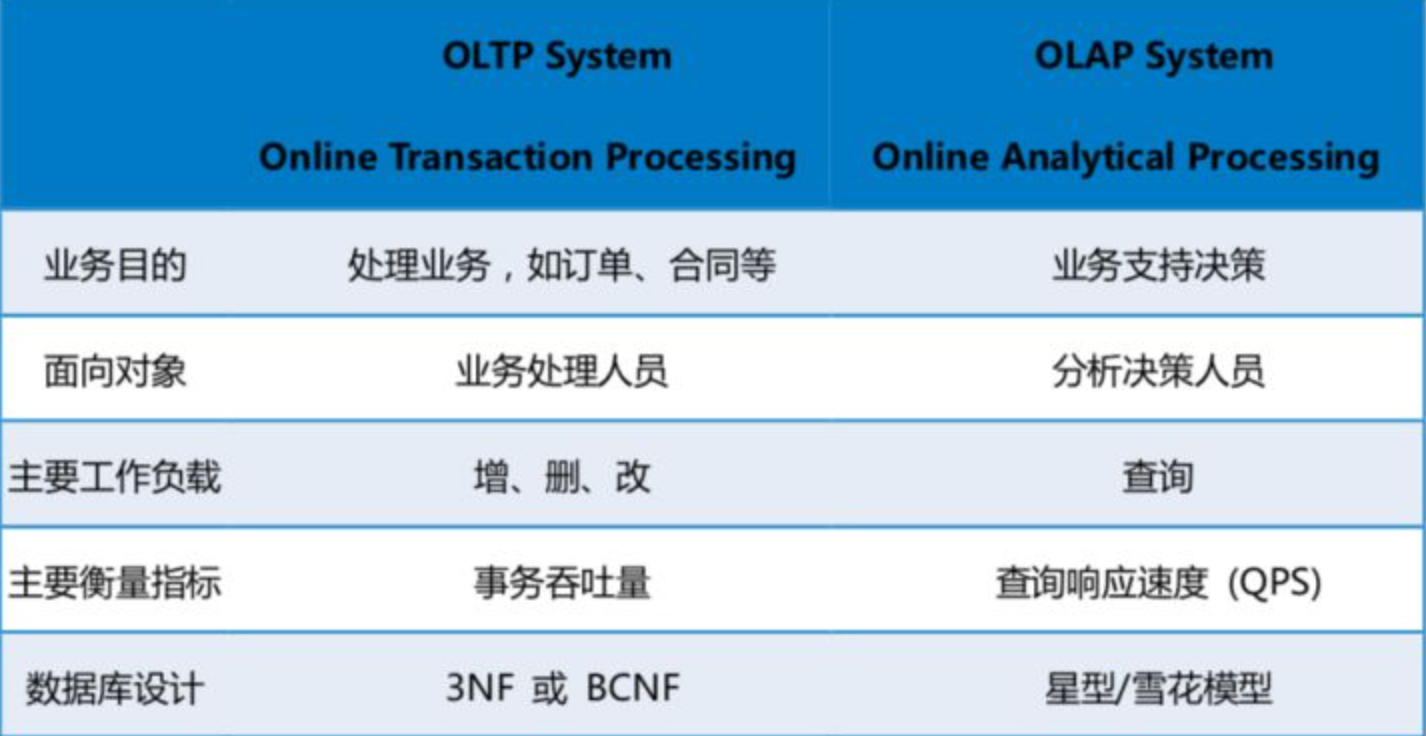 OLTP System
OLAP System
Online Transaction Processing
Online Analytical Processing
业务目的
处理业务，如订单、合同等
业务支持决策
面向对象
业务处理人员
分析决策人员
主要工作负载
增、删、改
查询
主要衡量指标
事务吞吐量
查询响应速度 (QPS)
数据库设计
3NF 或 BCNF
星型/雪花模型